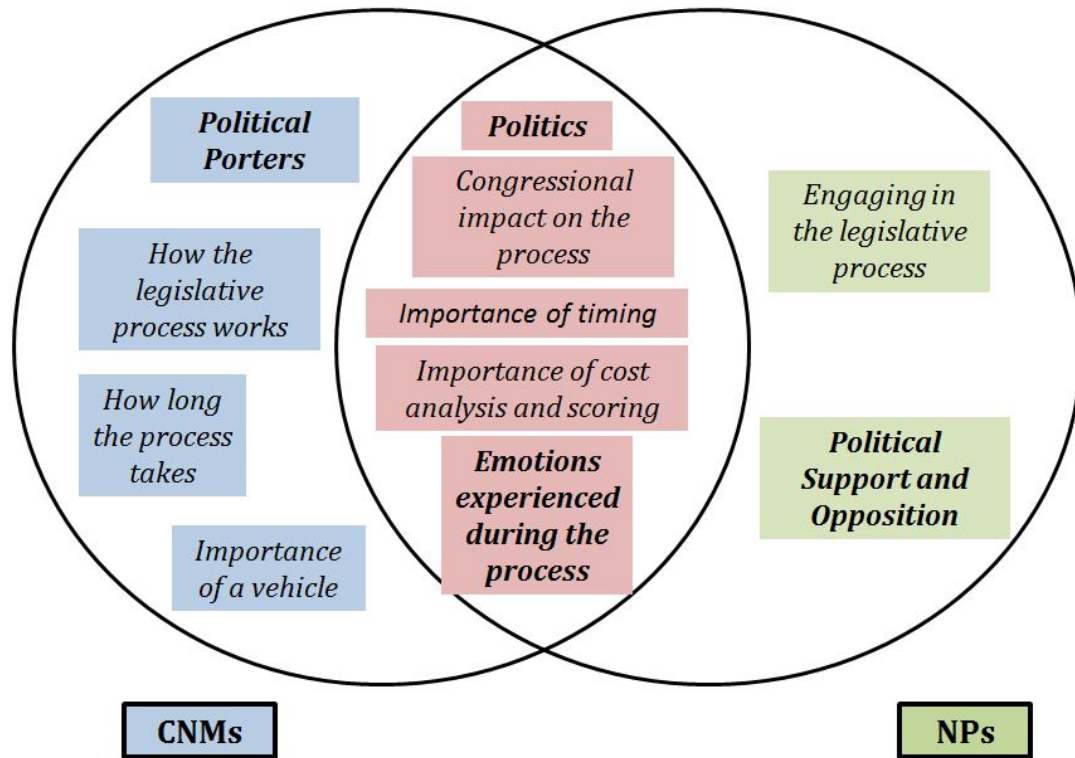 Political
Porters
How the
legislative
process works
How long
the process
takes
Importance
of a vehicle
Politics
Congressional
impact on the
process
Importance of timing
Importance of cost
analysis and scoring
Emotions
experienced
during the
process
Engaging in
the legislative
process
Political
Support and
Opposition
CNMs
NPs